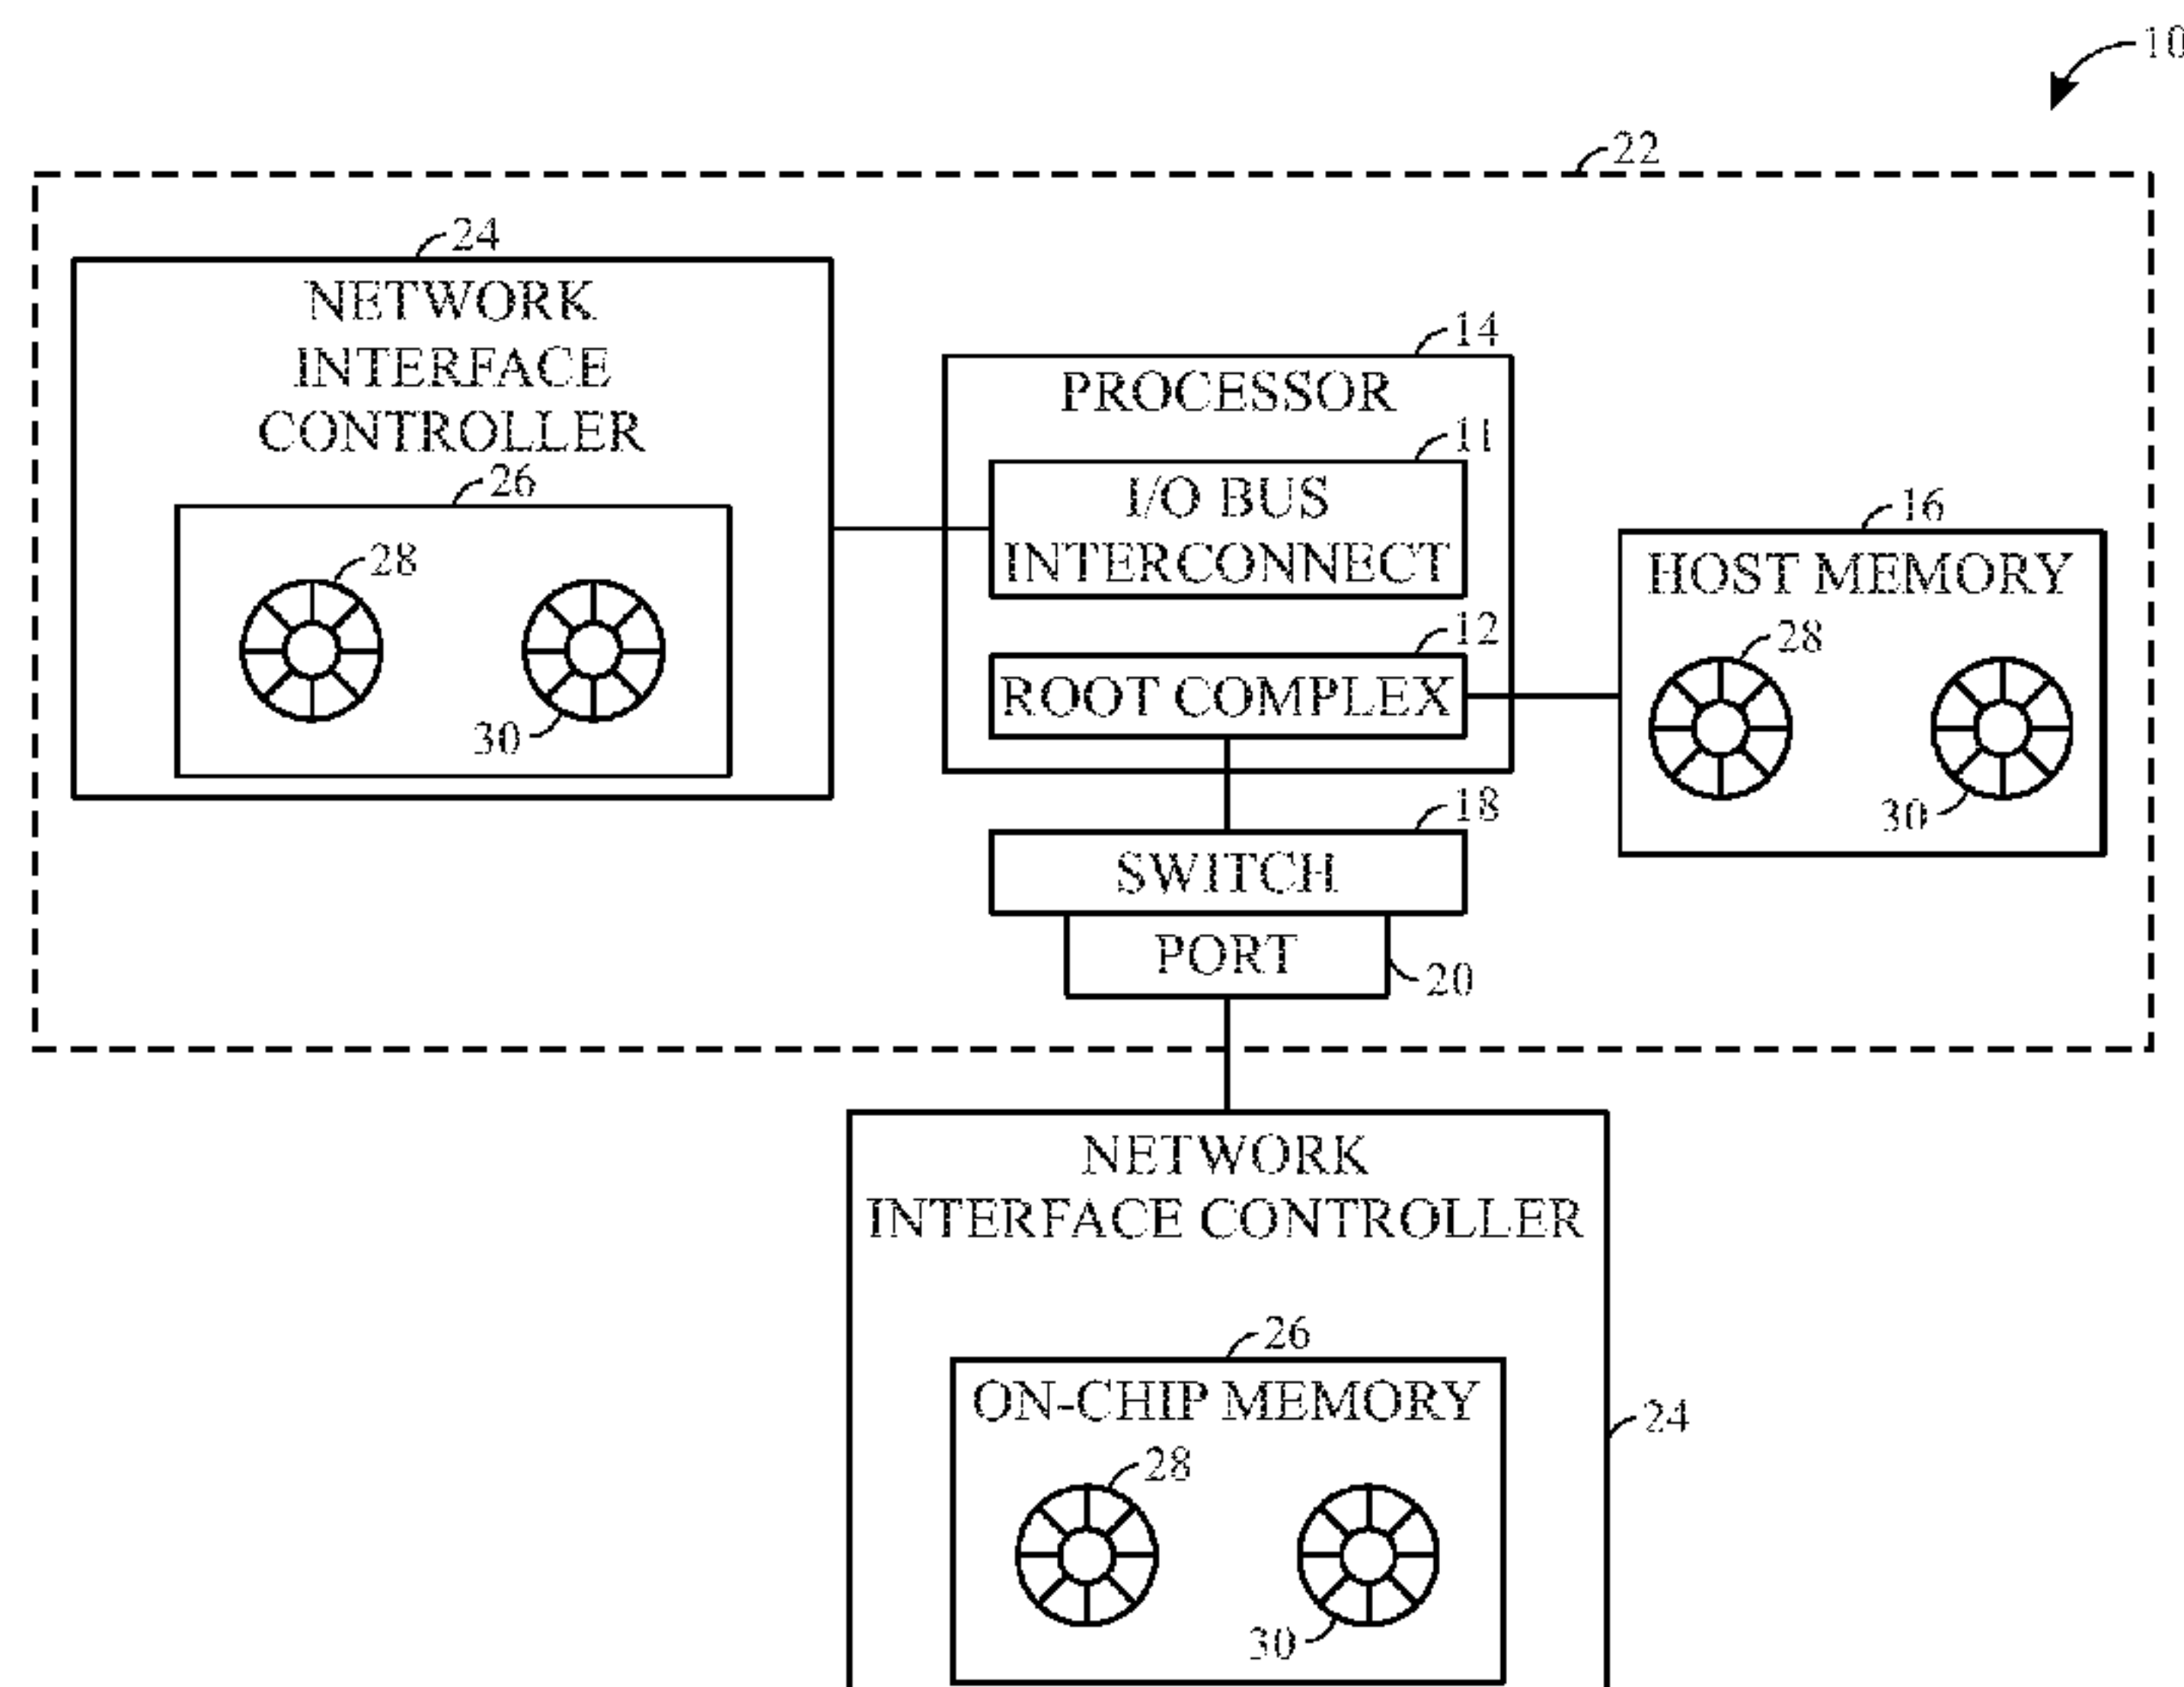 10
22
24
NETWORK
INTERFACE
CONTROLLER
26
28
30
14
PROCESSOR
11
I/O BUS
INTERCONNECT
12
ROOT COMPLEX
16
HOST MEMORY
28
30
18
SWITCH
PORT
20
NETWORK
INTERFACE CONTROLLER
26
ON-CHIP MEMORY
24
28
30